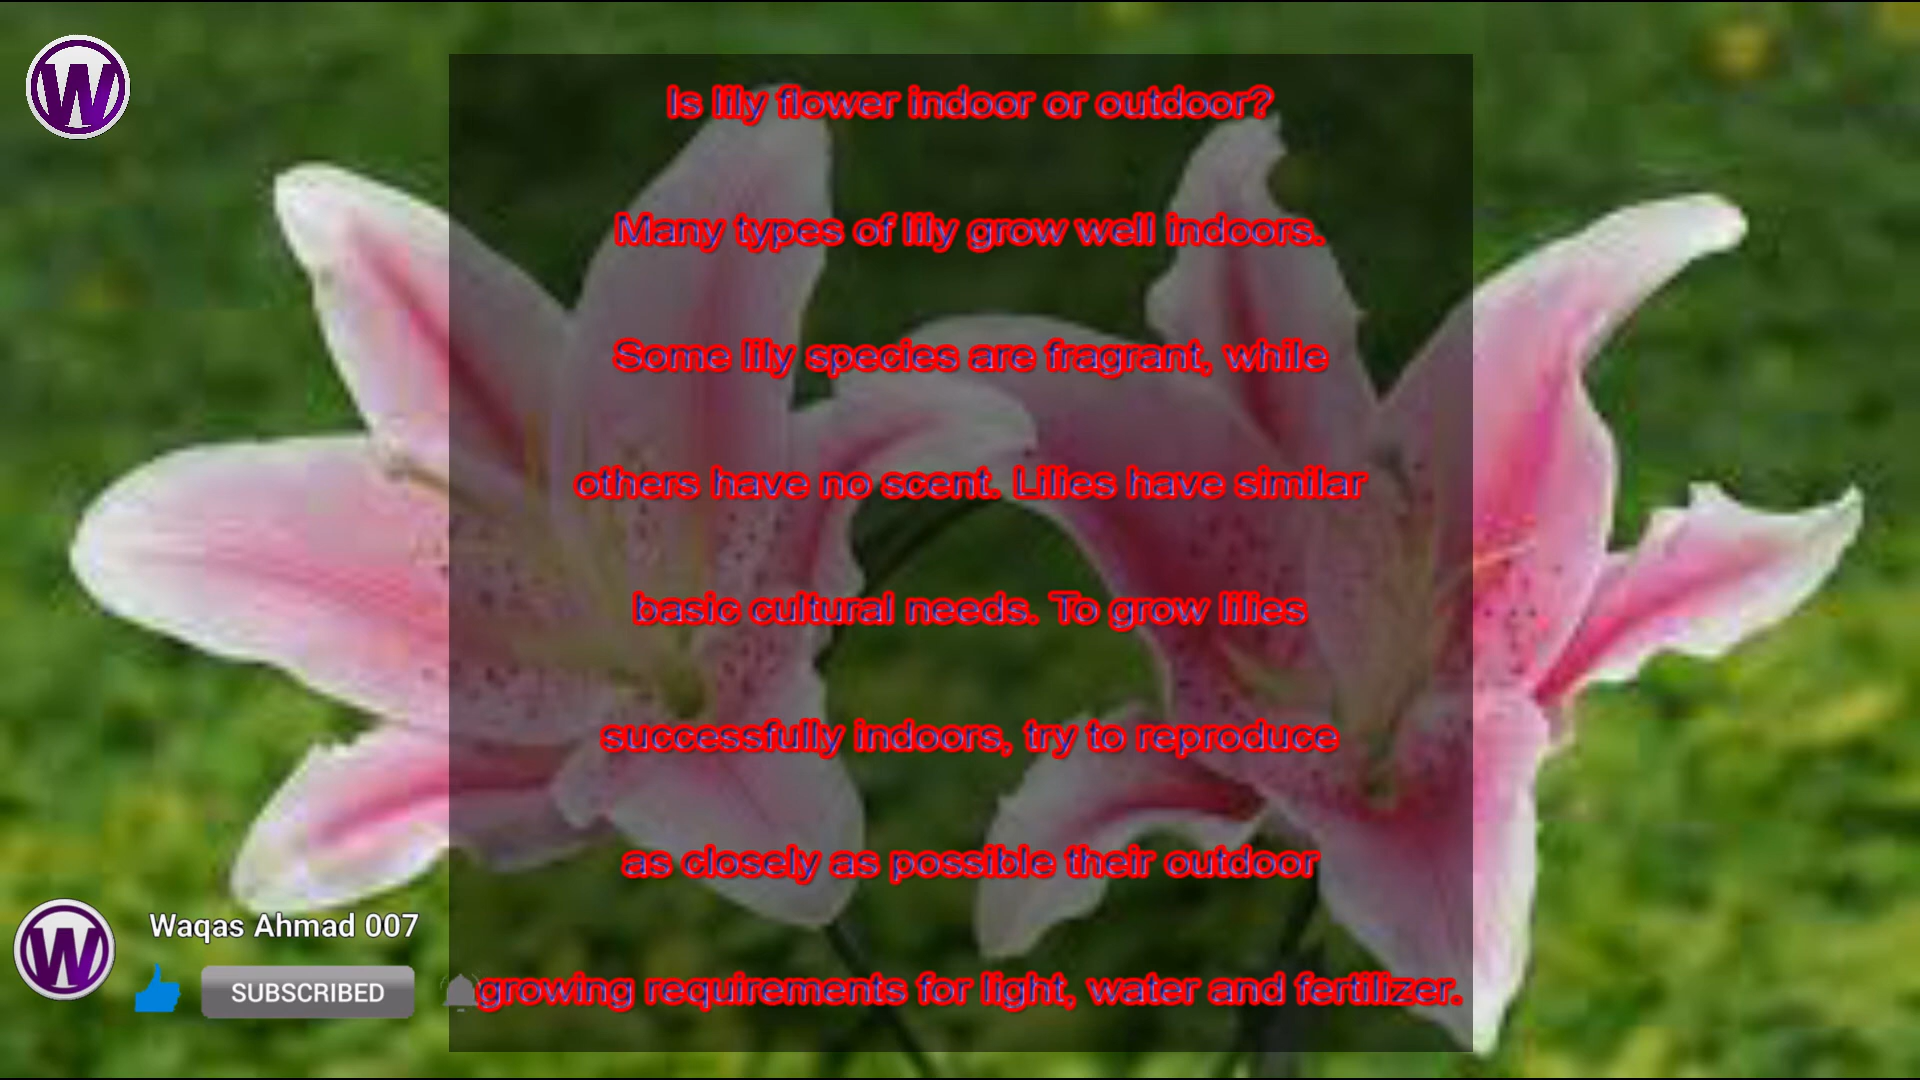 W
Is lily flower indoor or outdoor?
Many types of lily grow well indoors.
Some lily species are fragrant, while
others have no scent. Lilies have similar
basic cultural needs. To grow lilies
successfully indoors, try to reproduce
as closely as possible their outdoor
growing requirements for light, water and fertilizer.
W
Waqas Ahmad 007
SUBSCRIBED